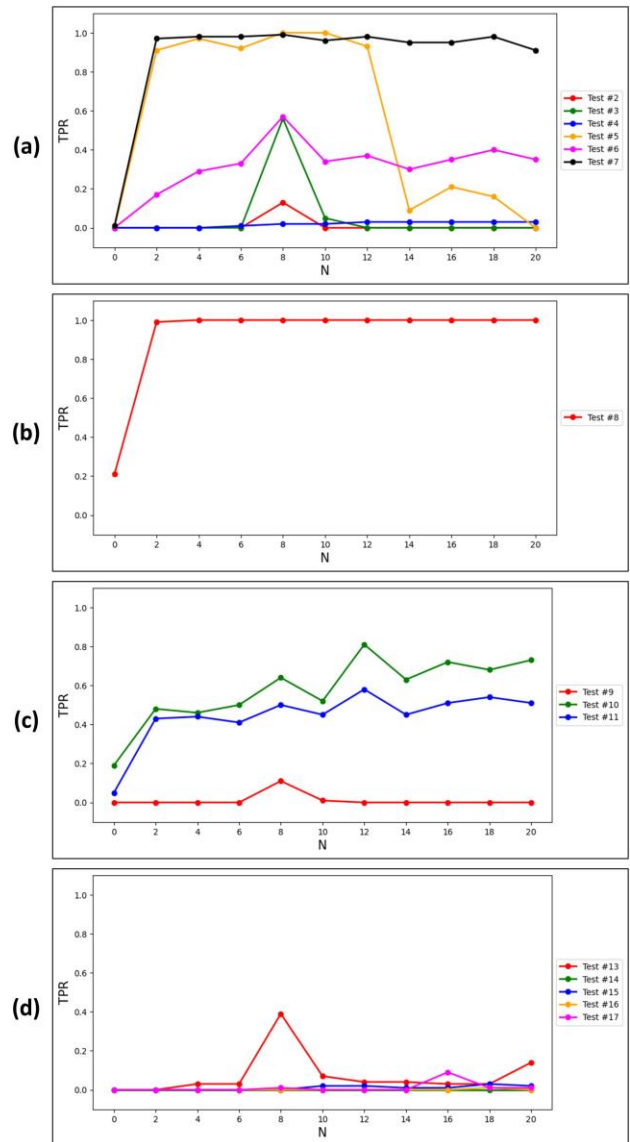 (a)
TPR
1.0
0.8
0.6
0.4
0.2
0.0
0 2 4 6 8 10 12 14 16 18 20
N
Test #2
Test #3
Test #4
Test #5
Test #6
Test #7
(b)
TPR
1.0
0.8
0.6
0.4
0.2
0.0
0 2 4 6 8 10 12 14 16 18 20
N
Test #8
(c)
TPR
1.0
0.8
0.6
0.4
0.2
0.0
0 2 4 6 8 10 12 14 16 18 20
N
Test #9
Test #10
Test #11
(d)
TPR
1.0
0.8
0.6
0.4
0.2
0.0
0 2 4 6 8 10 12 14 16 18 20
N
Test #13
Test #14
Test #15
Test #16
Test #17